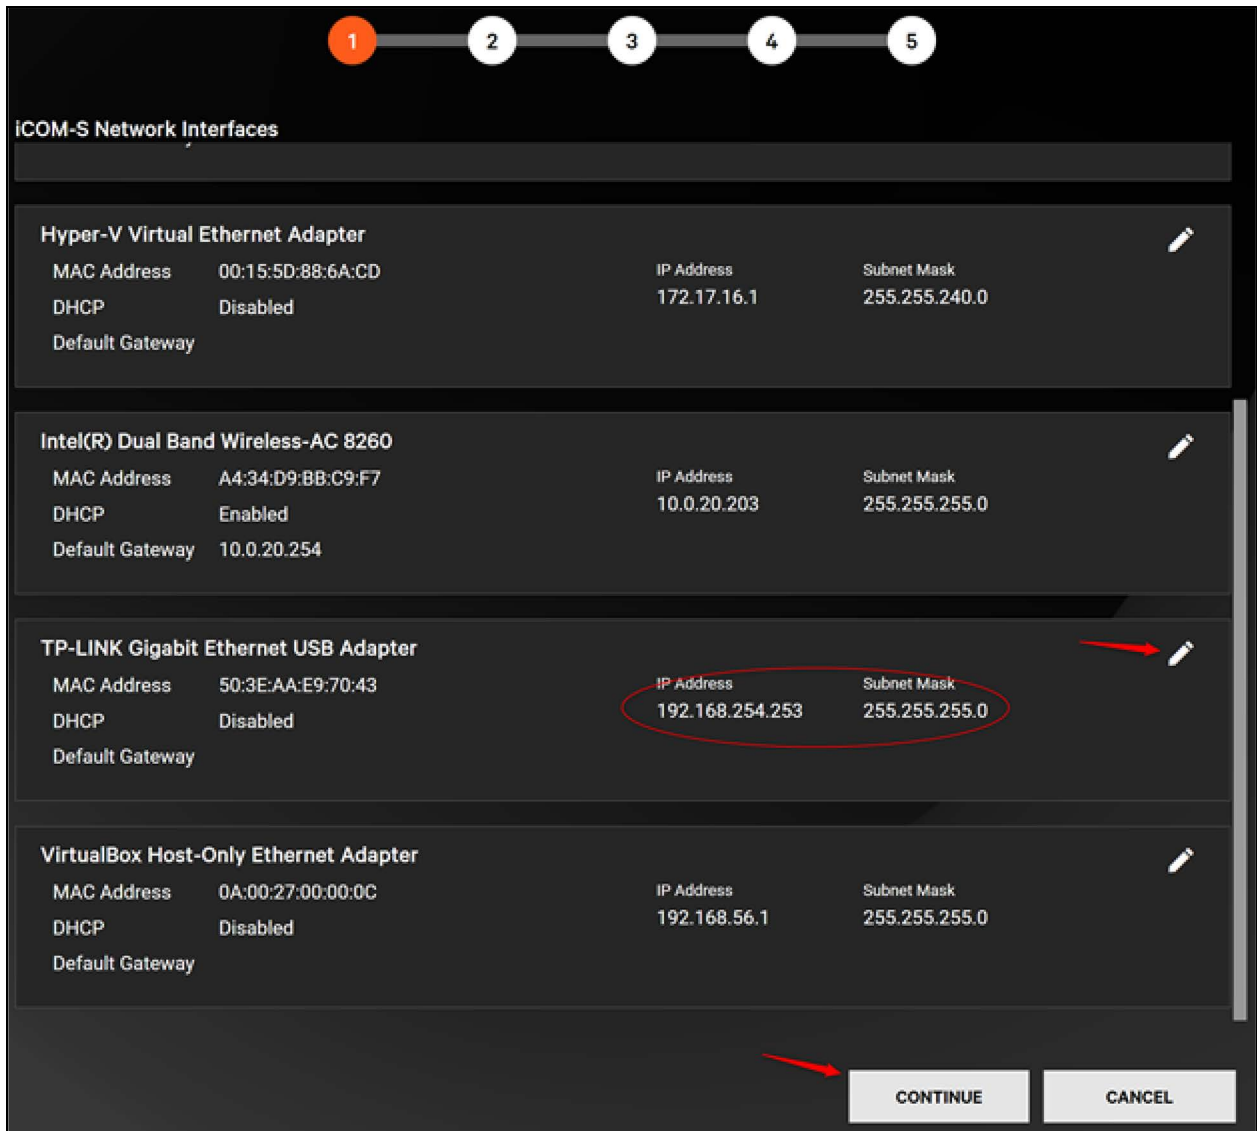 1 2 3 4 5
iCOM-S Network Interfaces
Hyper-V Virtual Ethernet Adapter
MAC Address 00:15:5D:88:6A:CD IP Address Subnet Mask
172.17.16.1 255.255.240.0
DHCP Disabled
Default Gateway
Intel(R) Dual Band Wireless-AC 8260
MAC Address A4:34:D9:BB:C9:F7 IP Address Subnet Mask
10.0.20.203 255.255.255.0
DHCP Enabled
Default Gateway 10.0.20.254
TP-LINK Gigabit Ethernet USB Adapter
MAC Address 50:3E:AA:E9:70:43 IP Address Subnet Mask
192.168.254.253 255.255.255.0
DHCP Disabled
Default Gateway
VirtualBox Host-Only Ethernet Adapter
MAC Address 0A:00:27:00:00:0C IP Address Subnet Mask
192.168.56.1 255.255.255.0
DHCP Disabled
Default Gateway
CONTINUE CANCEL